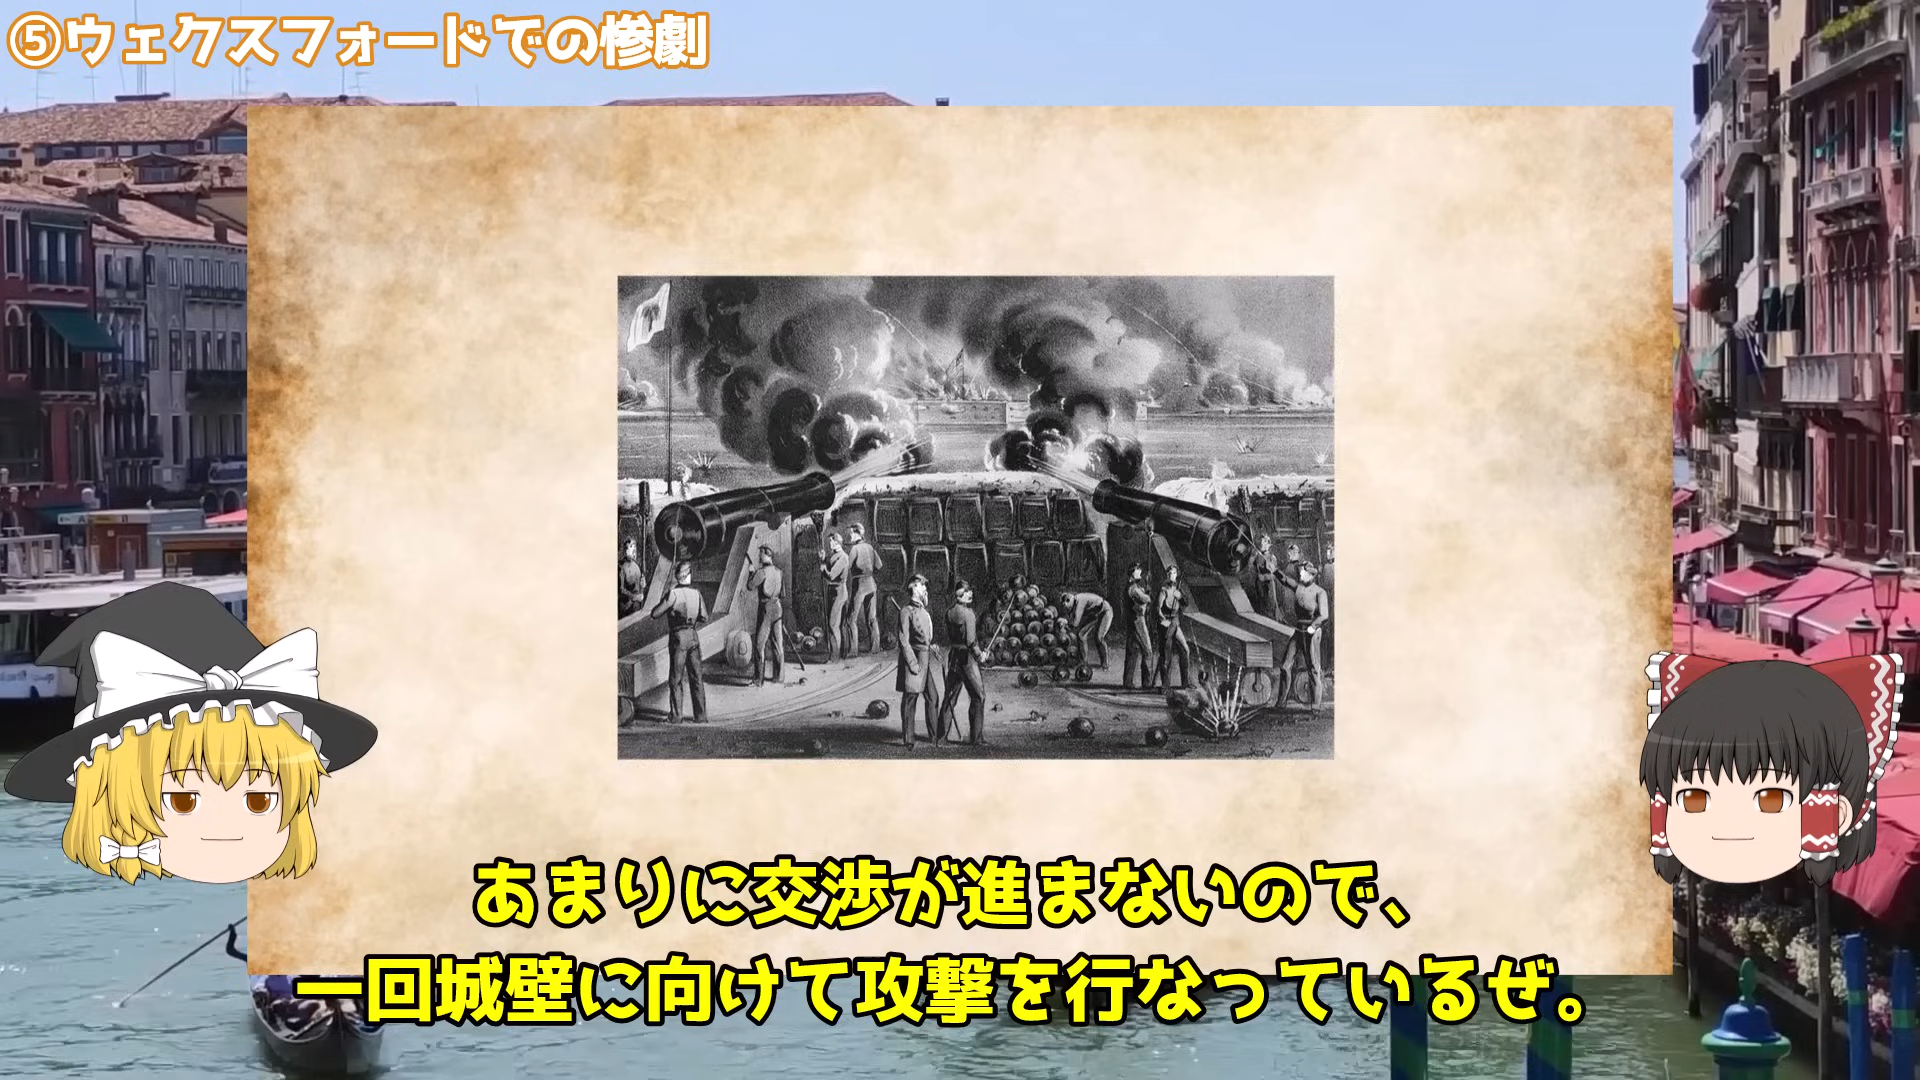 ⑤ウェクスフォードでの惨劇
あまりに交渉が進まないので、
一回城壁に向けて攻撃を行なっているぜ。